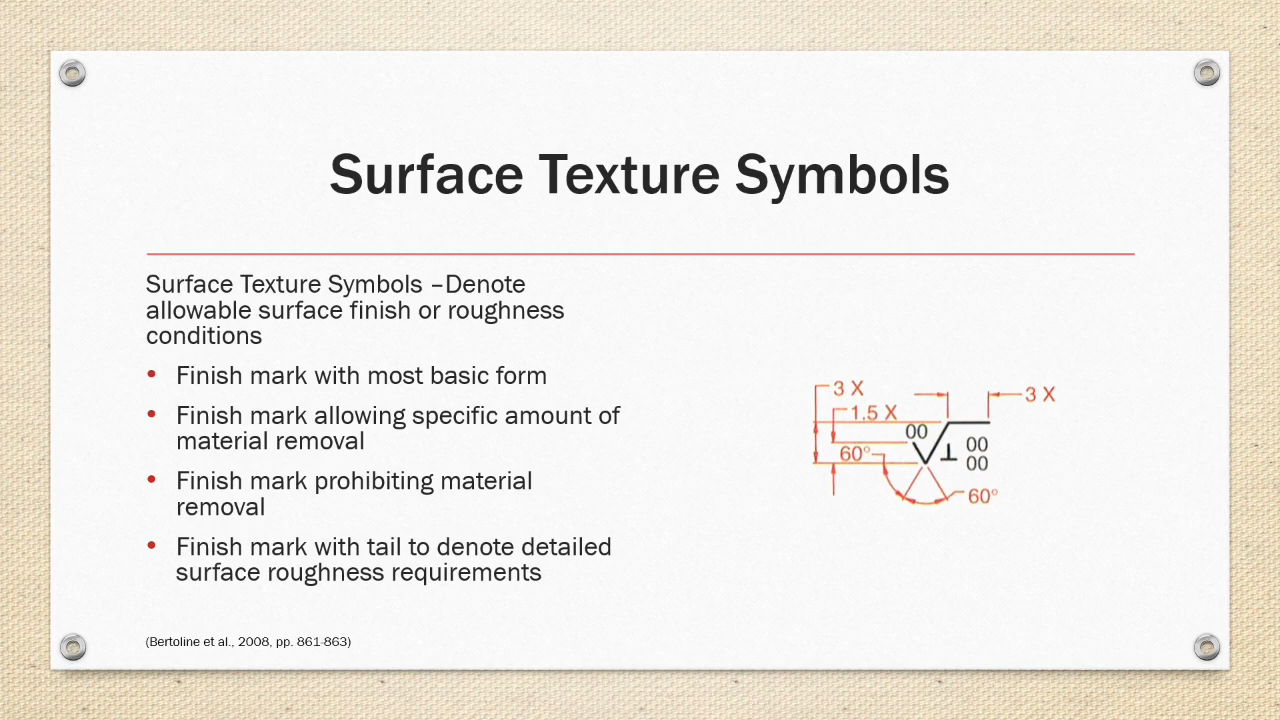 Surface Texture Symbols
Surface Texture Symbols –Denote
allowable surface finish or roughness
conditions
• Finish mark with most basic form
• Finish mark allowing specific amount of
material removal
• Finish mark prohibiting material
removal
• Finish mark with tail to denote detailed
surface roughness requirements
3 X
3 X
1.5 X
00
00
60°
00
60°
(Bertoline et al., 2008, pp. 861-863)